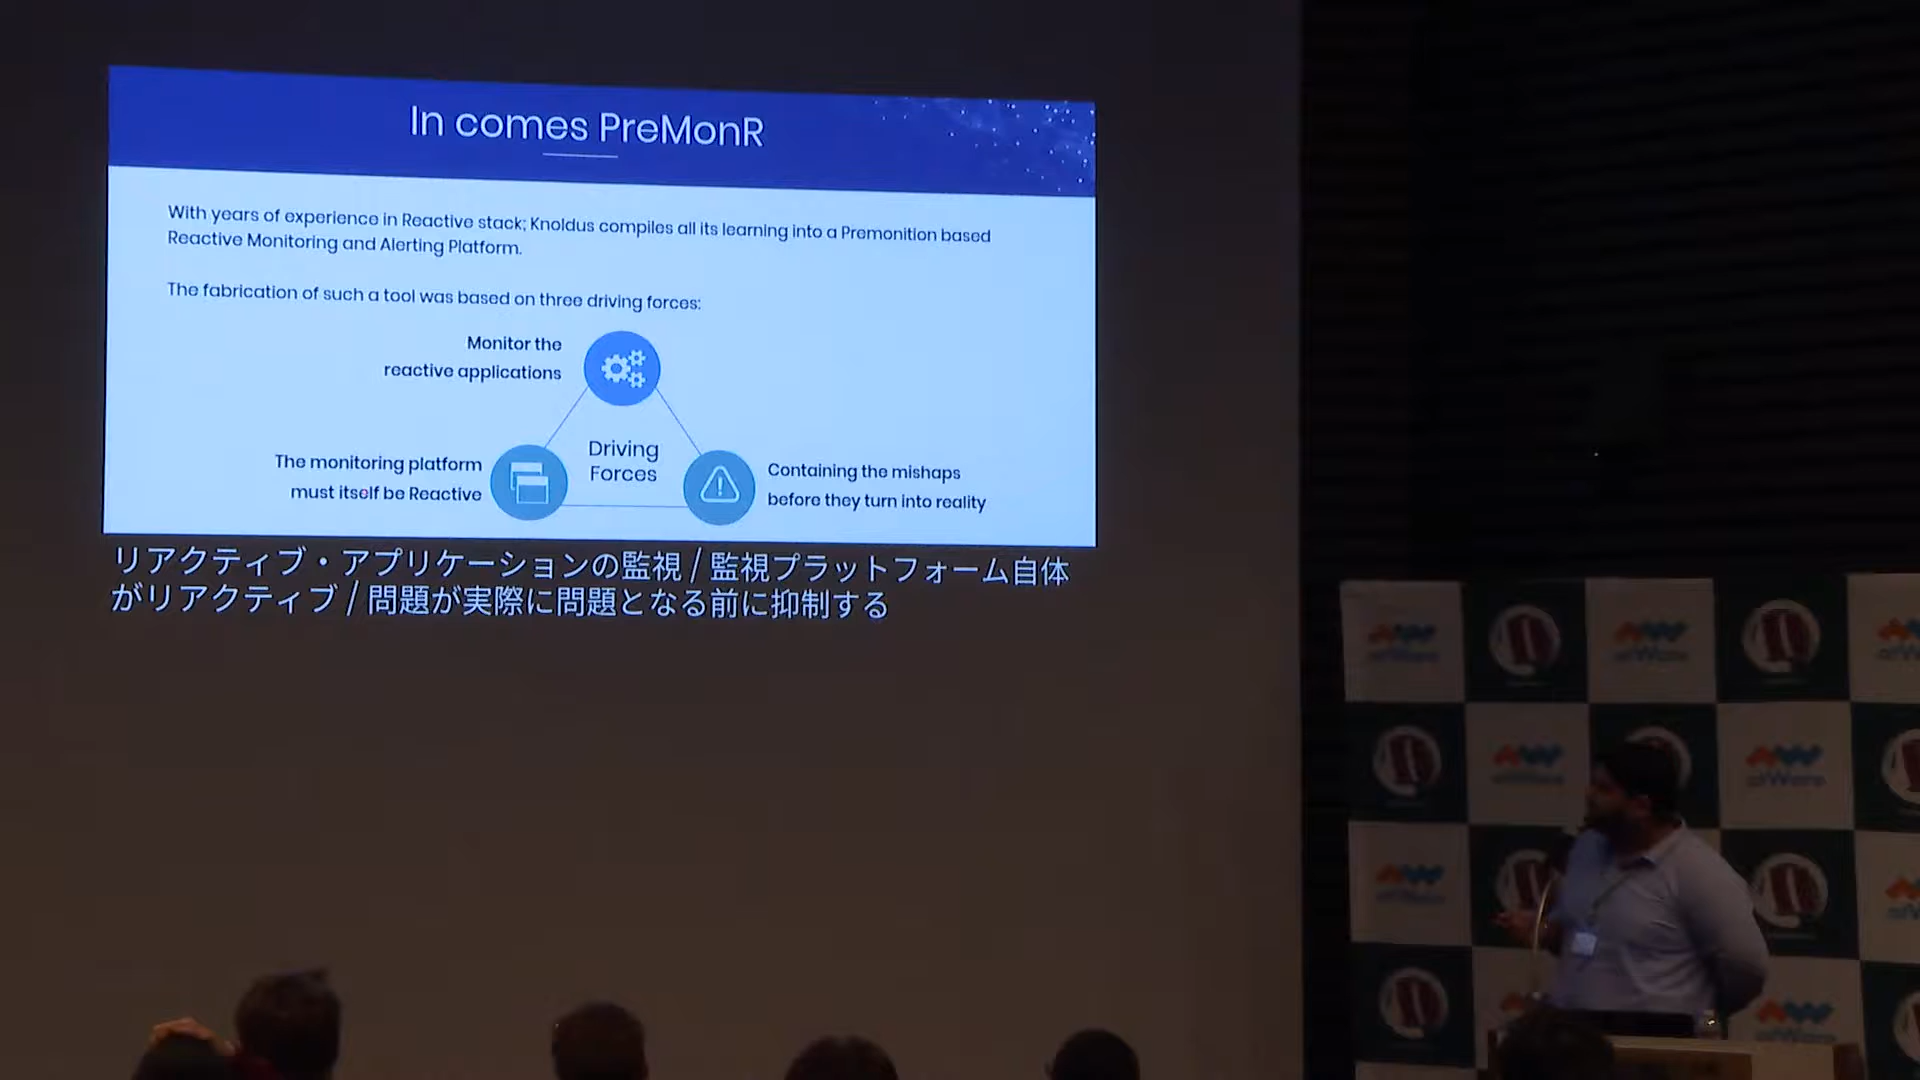 In comes PreMonR
With years of experience in Reactive stack; Knoldus compiles all its learning into a Premonition based
Reactive Monitoring and Alerting Platform.
The fabrication of such a tool was based on three driving forces:
Monitor the
reactive applications
Driving
Forces
The monitoring platform
must itself be Reactive
Containing the mishaps
before they turn into reality
リアクティブ・アプリケーションの監視 / 監視プラットフォーム自体
がリアクティブ / 問題が実際に問題となる前に抑制する